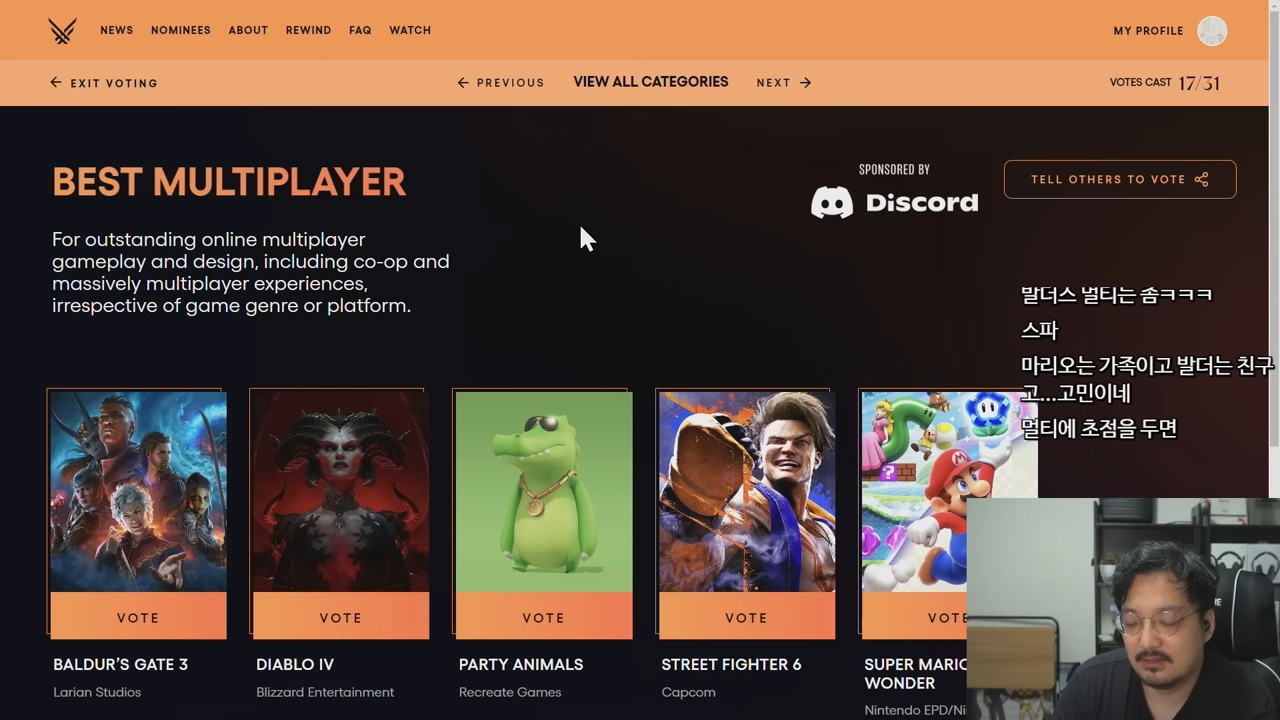 NEWS NOMINEES ABOUT REWIND FAQ WATCH MY PROFILE
EXIT VOTING PREVIOUS VIEW ALL CATEGORIES NEXT VOTES CAST 17/31
BEST MULTIPLAYER
For outstanding online multiplayer
gameplay and design, including co-op and
massively multiplayer experiences,
irrespective of game genre or platform.
SPONSORED BY
Discord
TELL OTHERS TO VOTE
발더스 멀티는 솜ㅋㅋㅋ
스파
마리오는 가족이고 발더는 친구
고...고민이네
멀티에 초점을 두면
VOTE VOTE VOTE VOTE
BALDUR'S GATE 3 DIABLO IV PARTY ANIMALS STREET FIGHTER 6 SUPER MARIO
WONDER
Larian Studios Blizzard Entertainment Recreate Games Capcom
Nintendo EPD/Ni